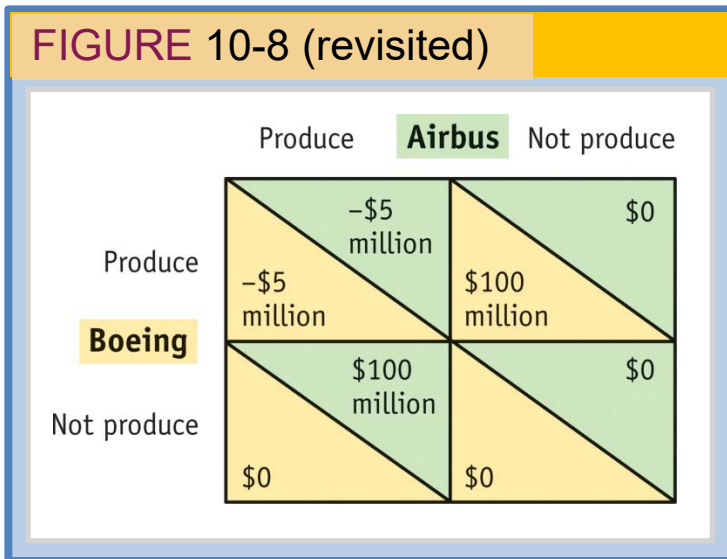 FIGURE 10-8 (revisited)
Produce Airbus Not produce
Produce
–$5
million
–$5
million
$0
$100
million
Boeing
Not produce
$100
million
$0
$0
$0